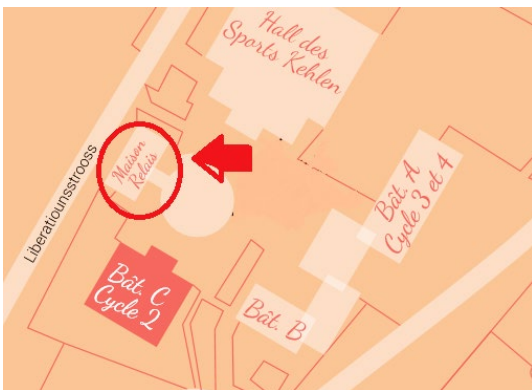 Hall des
Sports Kehlen
Maison
Relais
Liberatiounsstrooss
Bât. A
Cycle 3 et 4
Bât. C
Cycle 2
Bât. B